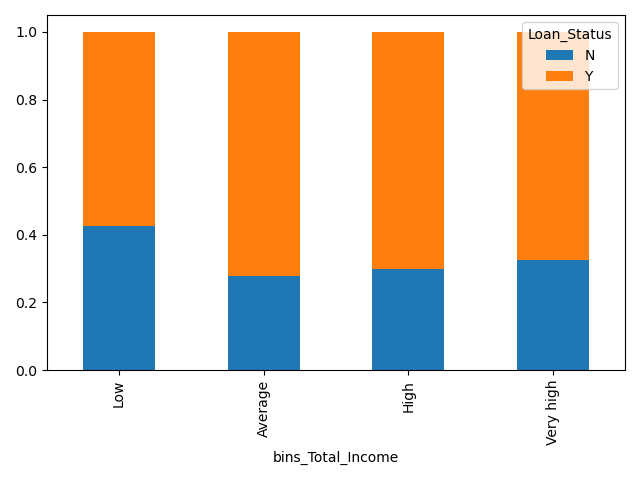 Loan_Status
N
Y
1.0
0.8
0.6
0.4
0.2
0.0
Low
Average
High
Very high
bins_Total_Income